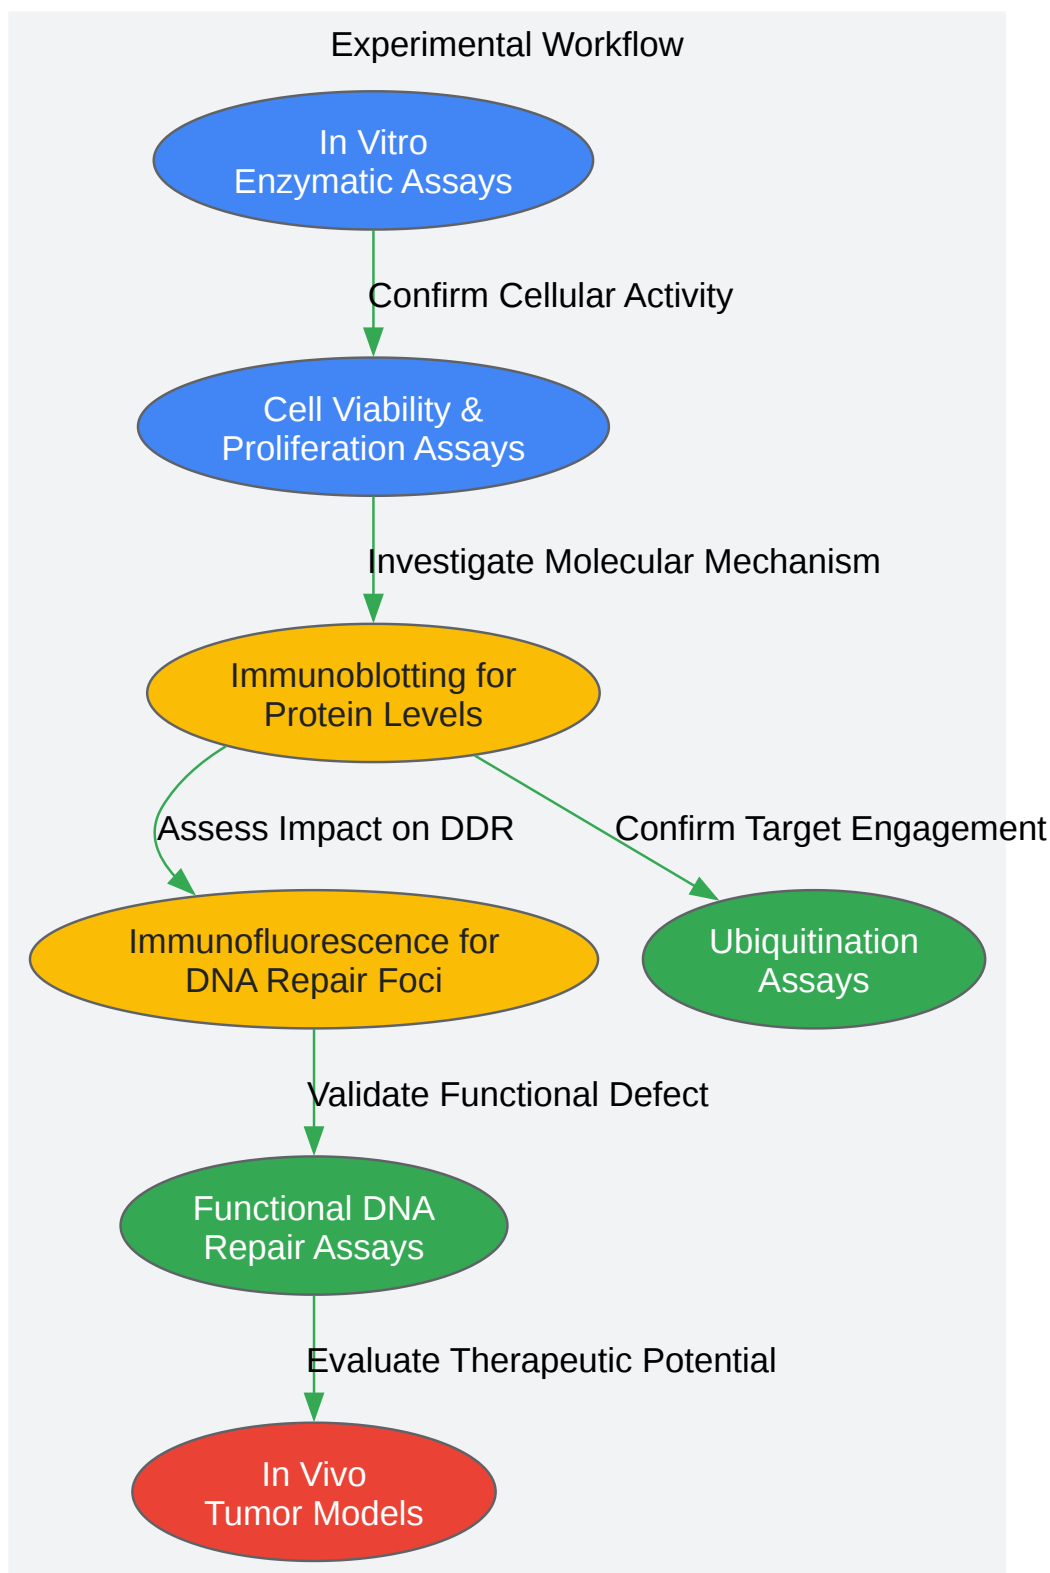 Experimental Workflow
In Vitro
Enzymatic Assays
Confirm Cellular Activity
Cell Viability &
Proliferation Assays
Investigate Molecular Mechanism
Immunoblotting for
Protein Levels
Assess Impact on DDR
Confirm Target Engagement
Immunofluorescence for
DNA Repair Foci
Ubiquitination
Assays
Validate Functional Defect
Functional DNA
Repair Assays
Evaluate Therapeutic Potential
In Vivo
Tumor Models